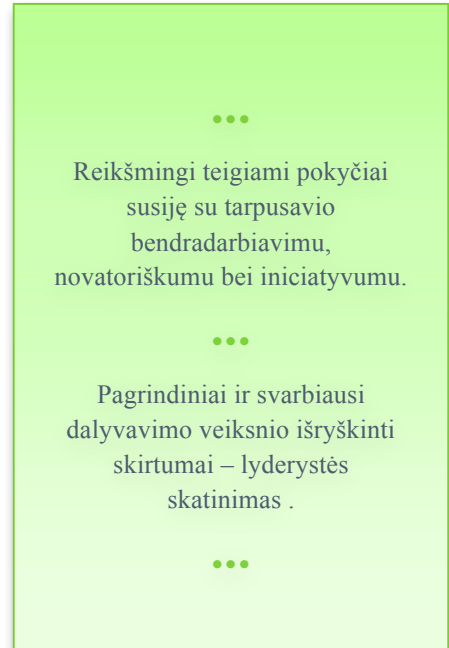 •••
Reikšmingi teigiami pokyčiai
susiję su tarpusavio
bendradarbiavimu,
novatoriškumu bei iniciatyvumu.
•••
Pagrindiniai ir svarbiausi
dalyvavimo veiksnio išryškinti
skirtumai – lyderystės
skatinimas .
•••